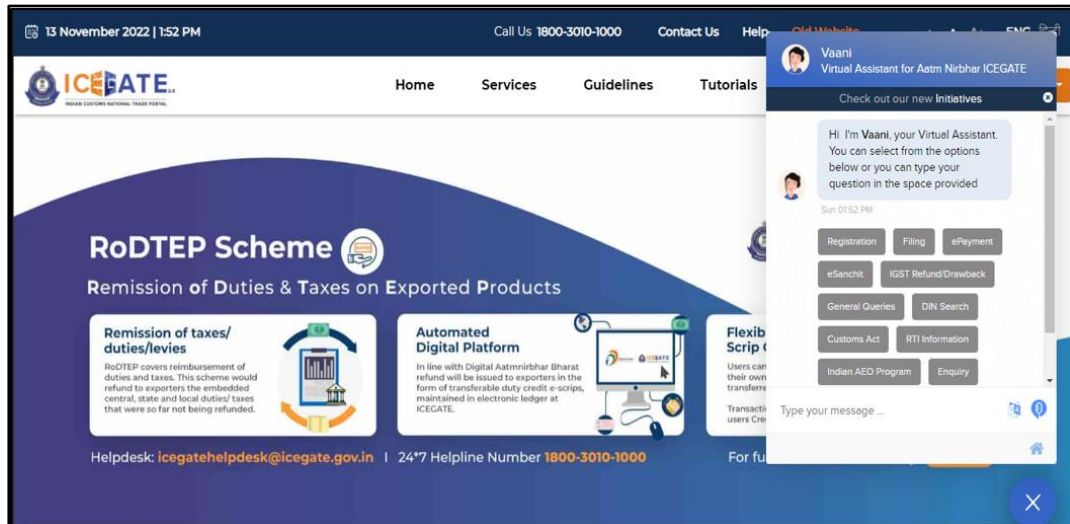 13 November 2022 | 1:52 PM
Call Us 1800-3010-1000
Contact Us
Help
Old Website
ENG
ICEGATE
INDIAN CUSTOMS NATIONAL TRADE PORTAL
Home
Services
Guidelines
Tutorials
RoDTEP Scheme
Remission of Duties & Taxes on Exported Products
Remission of taxes/
duties/levies
RoDTEP covers reimbursement of
duties and taxes. This scheme would
refund to exporters the embedded
central, state and local duties/ taxes
that were so far not being refunded.
Automated
Digital Platform
In line with Digital Aatmnirbhar Bharat
refund will be issued to exporters in the
form of transferable duty credit e-scrips,
maintained in electronic ledger at
ICEGATE.
Scrip
Users can
their own
Helpdesk: icegatehelpdesk@icegate.gov.in | 24*7 Helpline Number 1800-3010-1000
For
Vaani
Virtual Assistant for Aatm Nirbhar ICEGATE
Check out our new Initiatives
Hi I'm Vaani, your Virtual Assistant.
You can select from the options
below or you can type your
question in the space provided
Sun 01:52 PM
Registration
Filing
ePayment
eSanchit
IGST Refund/Drawback
General Queries
DIN Search
Customs Act
RTI Information
Indian AEO Program
Enquiry
Type your message ...